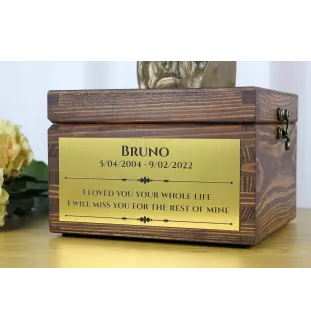 BRUNO
5/04/2004 - 9/02/2022
I LOVED YOU YOUR WHOLE LIFE
I WILL MISS YOU FOR THE REST OF MINE